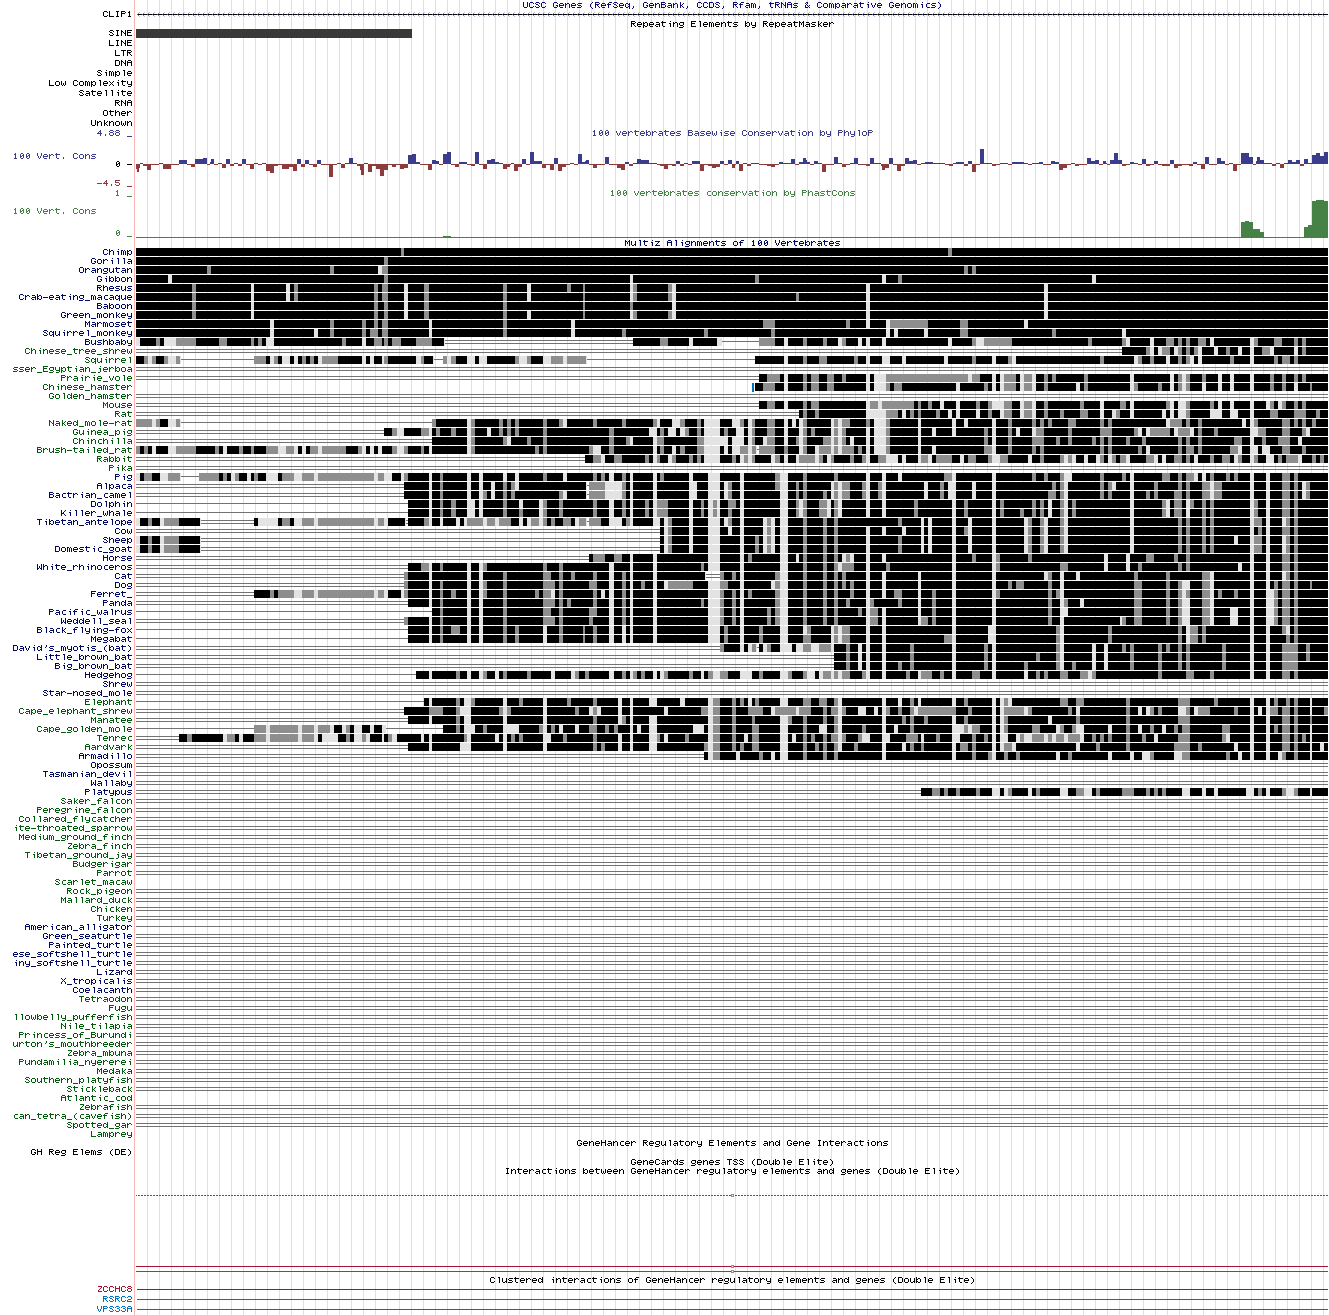 UCSC Genes (RefSeq, GenBank, CCDS, Rfam, tRNAs & Comparative Genomics)
CLIP1
Repeating Elements by RepeatMasker
SINE
LINE
LTR
DNA
Simple
Low Complexity
Satellite
RNA
Other
Unknown
4.88 _
100 vertebrates Basewise Conservation by PhyloP
100 Vert. Cons
0 _
-4.5 _
1 _
100 vertebrates conservation by PhastCons
100 Vert. Cons
0 _
Multiz Alignments of 100 Vertebrates
Chimp
Gorilla
Orangutan
Gibbon
Rhesus
Crab-eating_macaque
Baboon
Green_monkey
Marmoset
Squirrel_monkey
Bushbaby
Chinese_tree_shrew
Squirrel
sser_Egyptian_jerboa
Prairie_vole
Chinese_hamster
Golden_hamster
Mouse
Rat
Naked_mole-rat
Guinea_pig
Chinchilla
Brush-tailed_rat
Rabbit
Pika
Pig
Alpaca
Bactrian_camel
Dolphin
Killer_whale
Tibetan_antelope
Cow
Sheep
Domestic_goat
Horse
White_rhinoceros
Cat
Dog
Ferret_
Panda
Pacific_walrus
Weddell_seal
Black_flying-fox
Megabat
David's_myotis_(bat)
Little_brown_bat
Big_brown_bat
Hedgehog
Shrew
Star-nosed_mole
Elephant
Cape_elephant_shrew
Manatee
Cape_golden_mole
Tenrec
Aardvark
Armadillo
Opossum
Tasmanian_devil
Wallaby
Platypus
Saker_falcon
Peregrine_falcon
Collared_flycatcher
ite-throated_sparrow
Medium_ground_finch
Zebra_finch
Tibetan_ground_jay
Budgerigar
Parrot
Scarlet_macaw
Rock_pigeon
Mallard_duck
Chicken
Turkey
American_alligator
Green_seaturtle
Painted_turtle
ese_softshell_turtle
iny_softshell_turtle
Lizard
X_tropicalis
Coelacanth
Tetraodon
Fugu
llowbelly_pufferfish
Nile_tilapia
Princess_of_Burundi
urton's_mouthbreeder
Zebra_mbuna
Pundamilia_nyererei
Medaka
Southern_platyfish
Stickleback
Atlantic_cod
Zebrafish
can_tetra_(cavefish)
Spotted_gar
Lamprey
GeneHancer Regulatory Elements and Gene Interactions
GH Reg Elems (DE)
GeneCards genes TSS (Double Elite)
Interactions between GeneHancer regulatory elements and genes (Double Elite)
Clustered interactions of GeneHancer regulatory elements and genes (Double Elite)
ZCCHC8
RSRC2
VPS33A